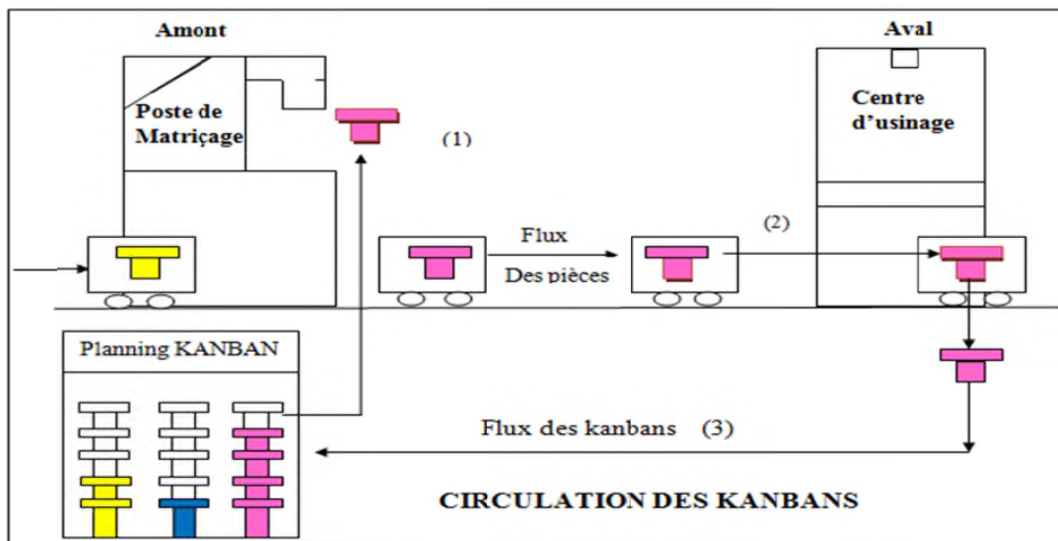 Amont
Aval
Poste de
Matriçage
Centre
d'usinage
(1)
(2)
Flux
Des pièces
Planning KANBAN
Flux des kanbans (3)
CIRCULATION DES KANBANS